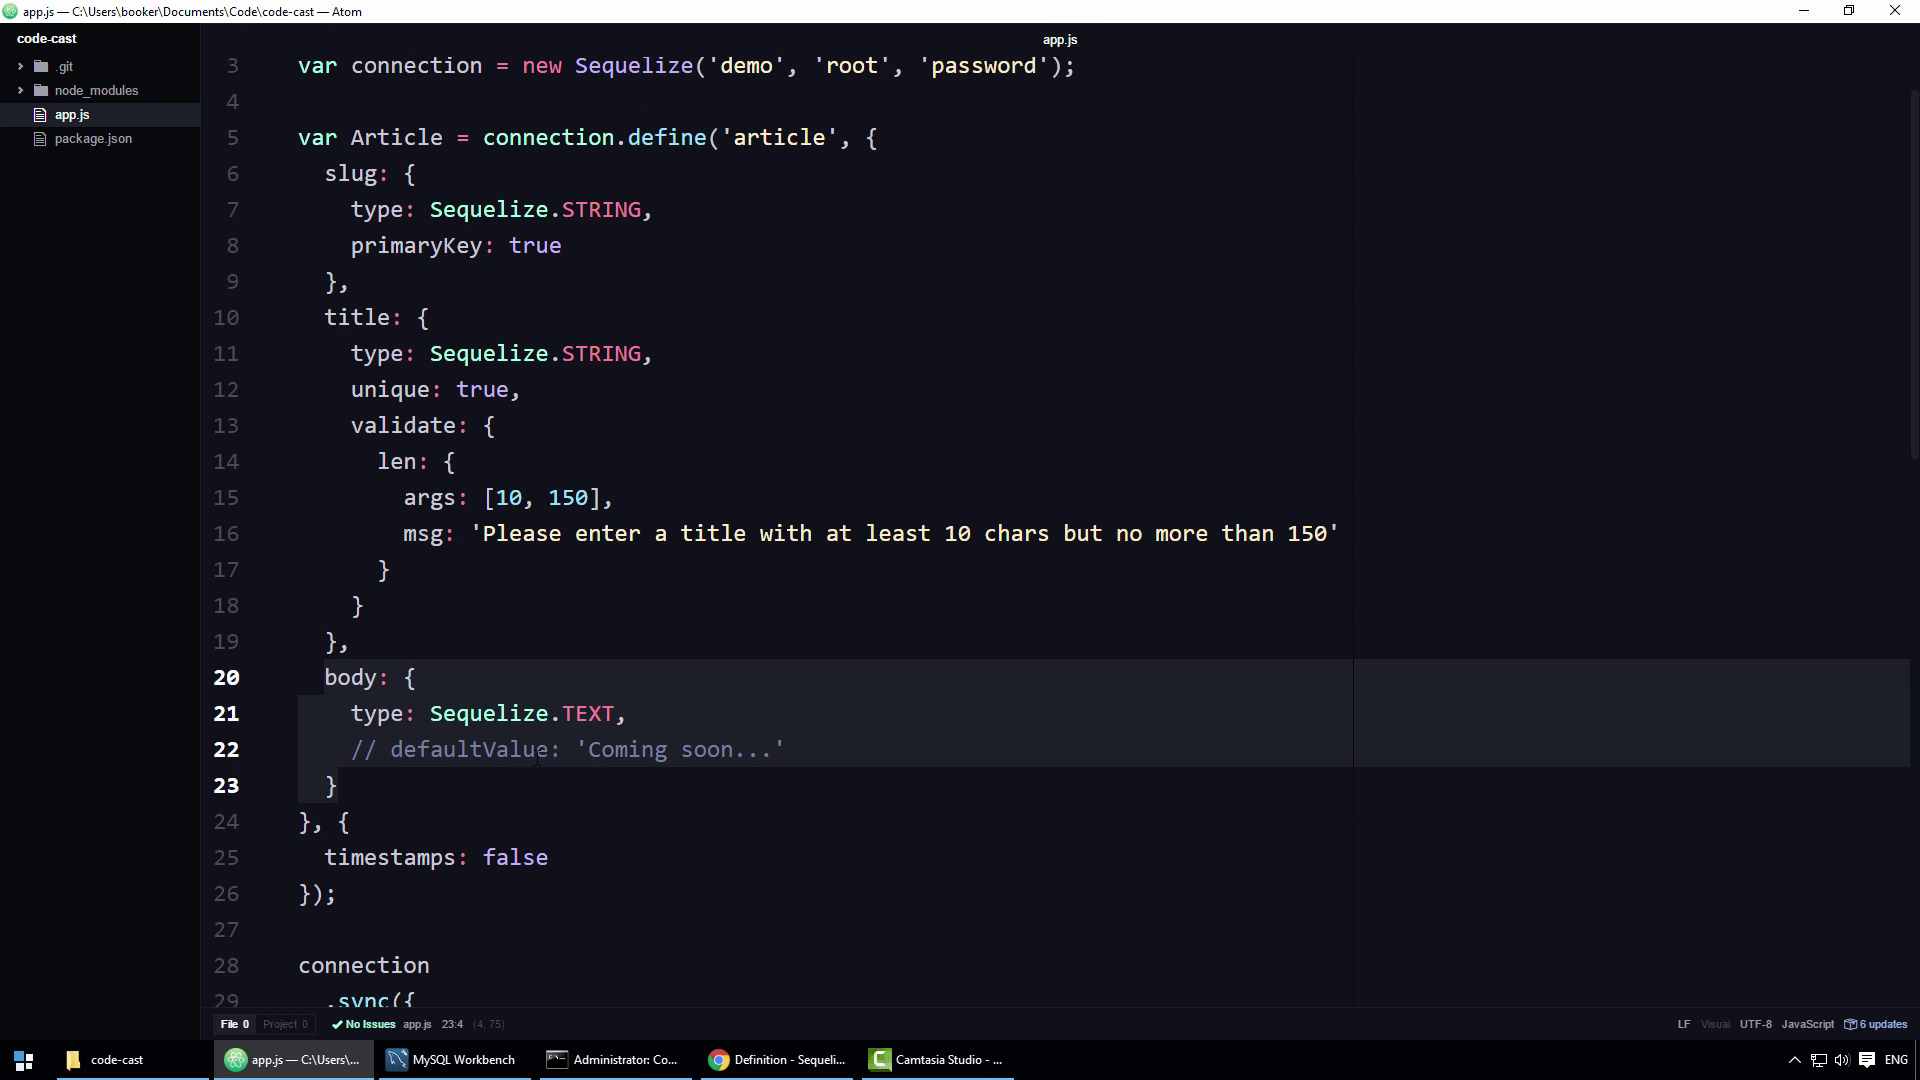 app.js — C:\Users\booker\Documents\Code\code-cast — Atom
code-cast
.git
node_modules
app.js
package.json
app.js
3 var connection = new Sequelize('demo', 'root', 'password');
4
5 var Article = connection.define('article', {
6 slug: {
7 type: Sequelize.STRING,
8 primaryKey: true
9 },
10 title: {
11 type: Sequelize.STRING,
12 unique: true,
13 validate: {
14 len: {
15 args: [10, 150],
16 msg: 'Please enter a title with at least 10 chars but no more than 150'
17 }
18 }
19 },
20 body: {
21 type: Sequelize.TEXT,
22 // defaultValue: 'Coming soon...'
23 }
24 }, {
25 timestamps: false
26 });
27
28 connection
29 .sync({
File 0 Project 0 No Issues app.js 23:4 (4, 75) LF Visual UTF-8 JavaScript 6 updates
code-cast app.js — C:\Users\... MySQL Workbench Administrator: Co... Definition - Sequeli... Camtasia Studio - ... ENG